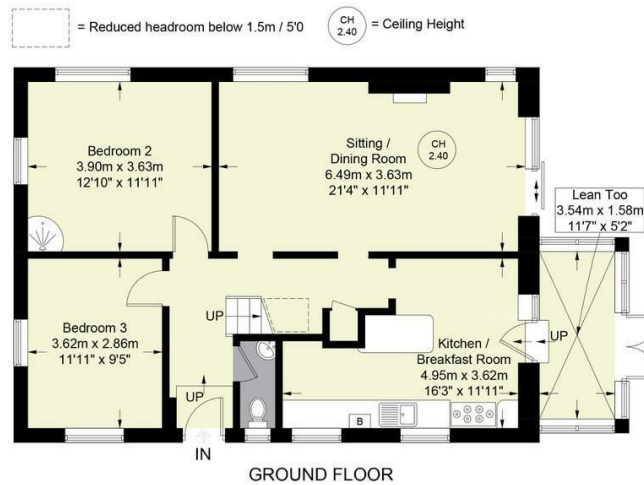 = Reduced headroom below 1.5m / 5'0
CH
2.40
= Ceiling Height
Bedroom 2
3.90m x 3.63m
12'10" x 11'11"
Sitting /
Dining Room
6.49m x 3.63m
21'4" x 11'11"
CH
2.40
Lean Too
3.54m x 1.58m
11'7" x 5'2"
Bedroom 3
3.62m x 2.86m
11'11" x 9'5"
UP
UP
Kitchen /
Breakfast Room
4.95m x 3.62m
16'3" x 11'11"
UP
B
IN
GROUND FLOOR